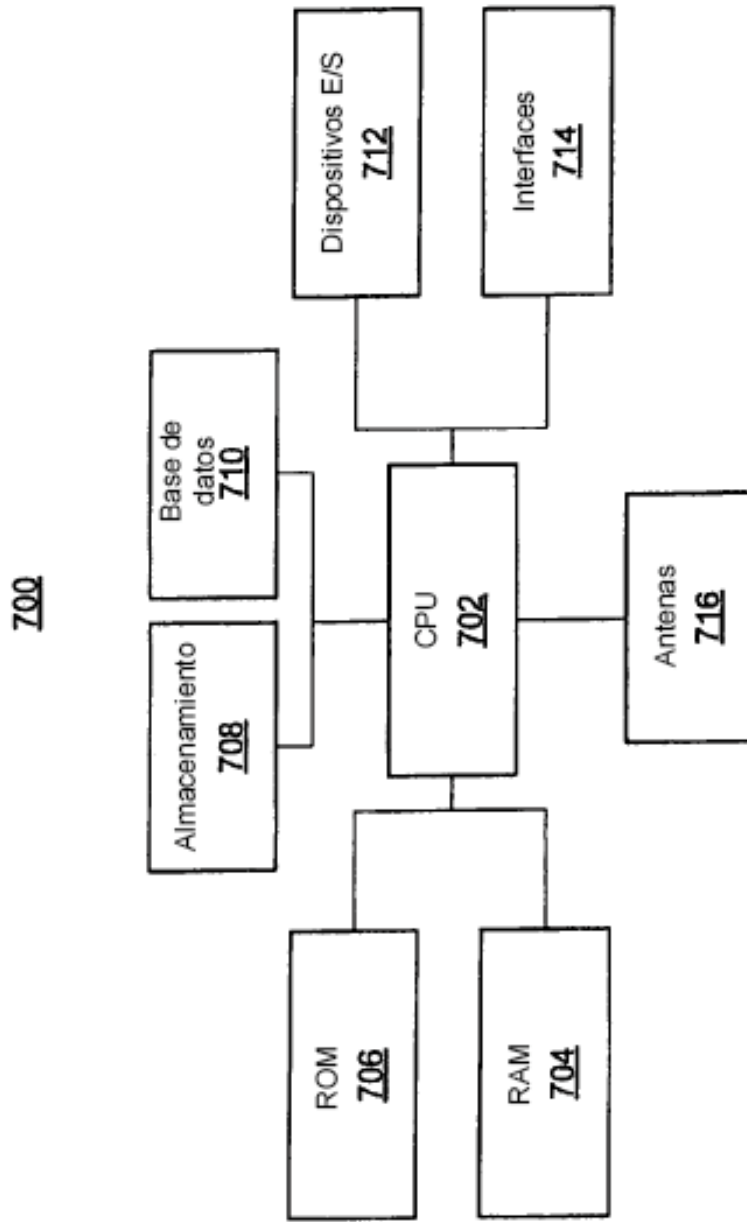 700
Almacenamiento
708
Base de
datos
710
ROM
706
CPU
702
Dispositivos E/S
712
RAM
704
Interfaces
714
Antenas
716